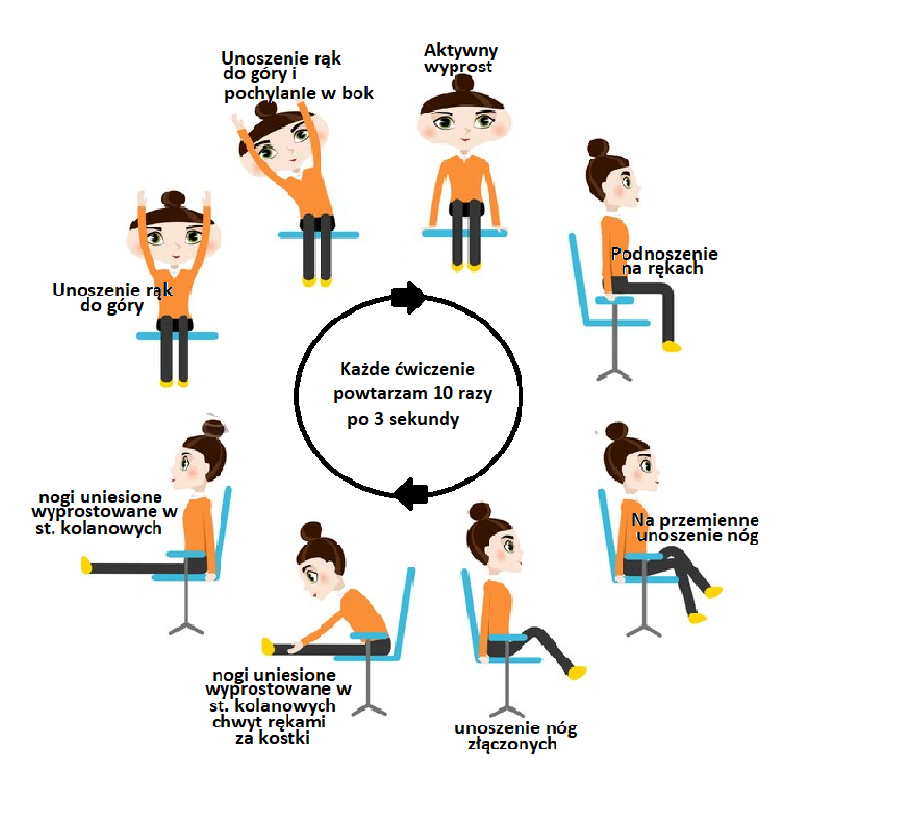 Unoszenie rąk
do góry i
pochylanie w bok
Aktywny
wyprost
Podnoszenie
na rękach
Unoszenie rąk
do góry
Każde ćwiczenie
powtarzam 10 razy
po 3 sekundy
nogi uniesione
wyprostowane w
st. kolanowych
Na przemienne
unoszenie nóg
nogi uniesione
wyprostowane w
st. kolanowych
chwyt rękami
za kostki
unoszenie nóg
złączonych